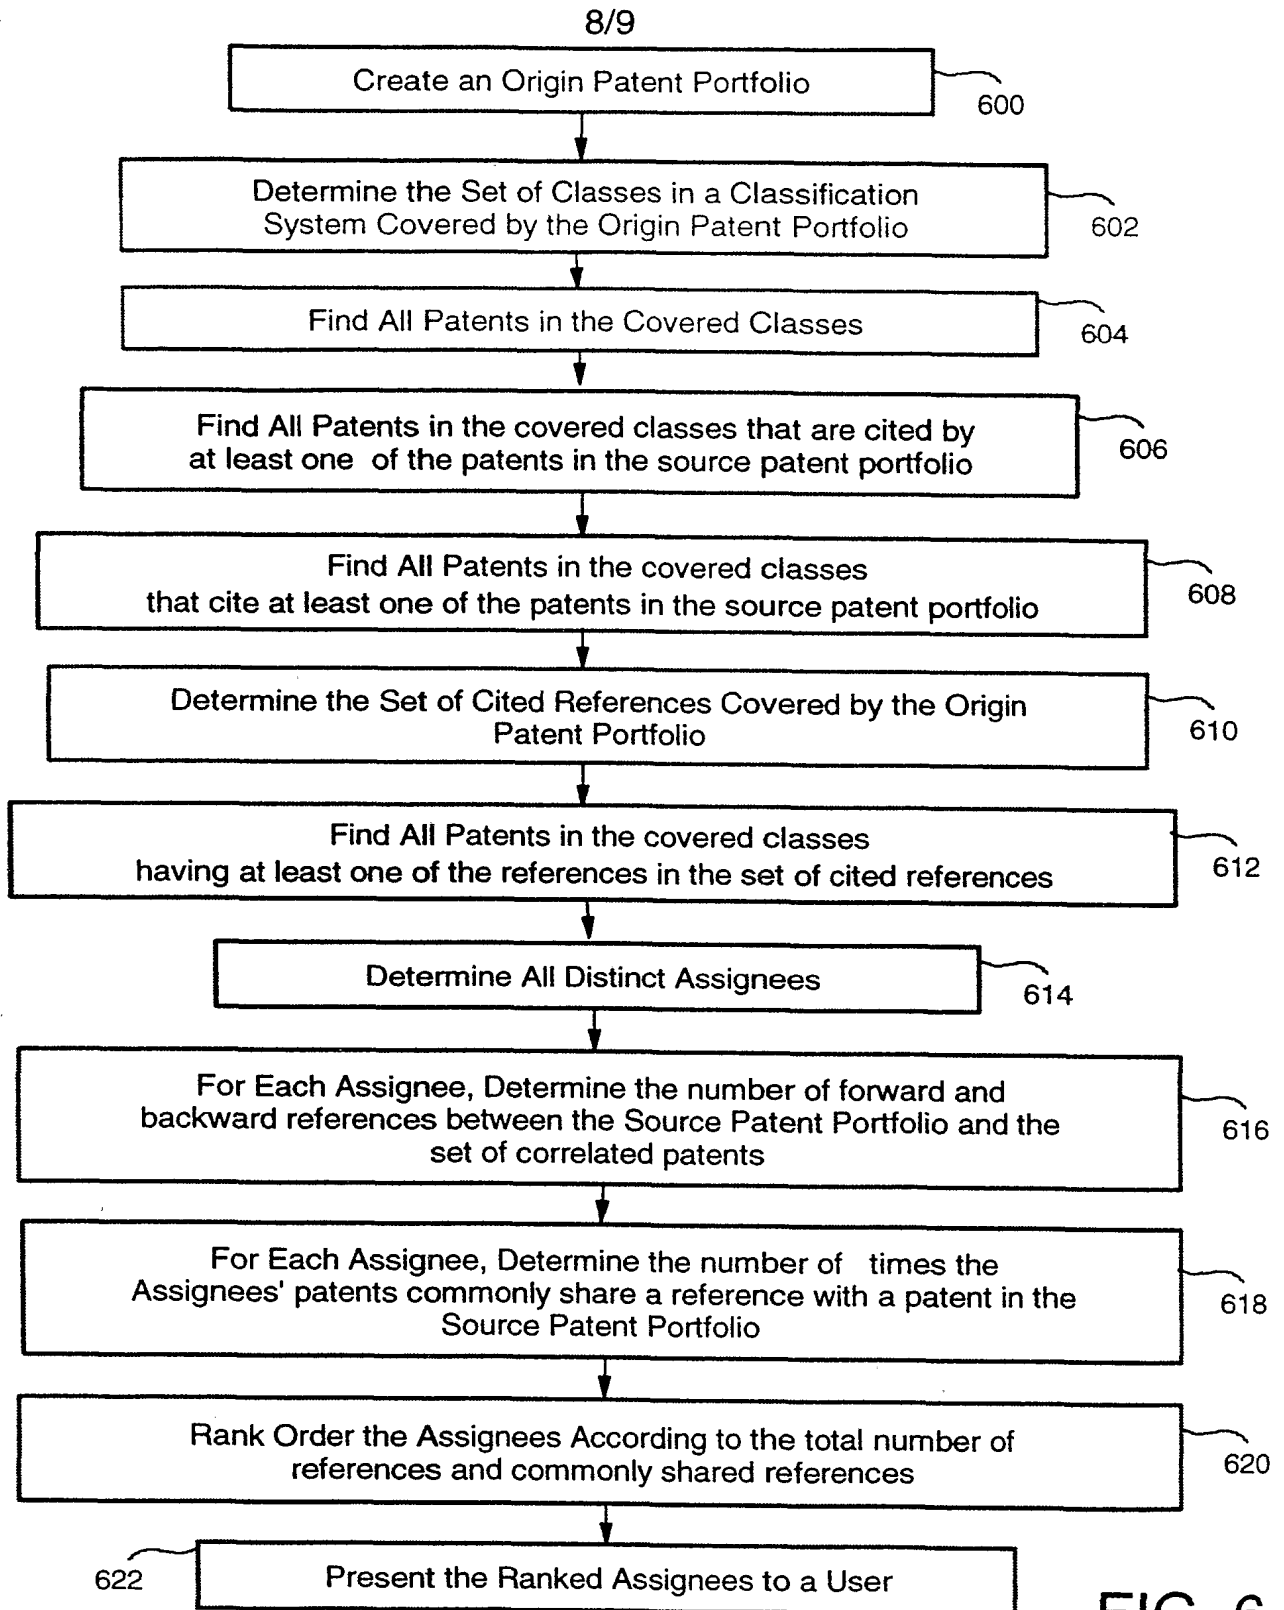 8/9
Create an Origin Patent Portfolio
600
Determine the Set of Classes in a Classification
System Covered by the Origin Patent Portfolio
602
Find All Patents in the Covered Classes
604
Find All Patents in the covered classes that are cited by
at least one of the patents in the source patent portfolio
606
Find All Patents in the covered classes
that cite at least one of the patents in the source patent portfolio
608
Determine the Set of Cited References Covered by the Origin
Patent Portfolio
610
Find All Patents in the covered classes
having at least one of the references in the set of cited references
612
Determine All Distinct Assignees
614
For Each Assignee, Determine the number of forward and
backward references between the Source Patent Portfolio and the
set of correlated patents
616
For Each Assignee, Determine the number of times the
Assignees' patents commonly share a reference with a patent in the
Source Patent Portfolio
618
Rank Order the Assignees According to the total number of
references and commonly shared references
620
Present the Ranked Assignees to a User
622
FIG. 6